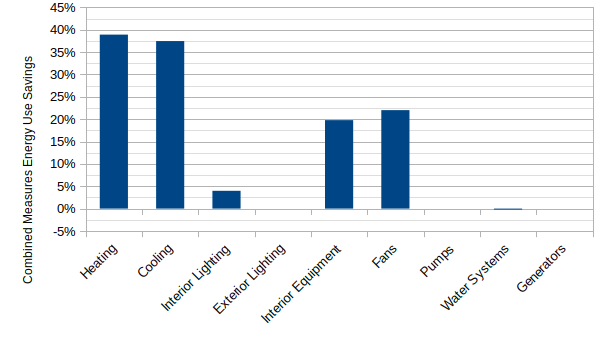 45%
40%
35%
30%
25%
20%
15%
10%
5%
0%
-5%
Combined Measures Energy Use Savings
Heating
Cooling
Interior Lighting
Exterior Lighting
Interior Equipment
Fans
Pumps
Water Systems
Generators